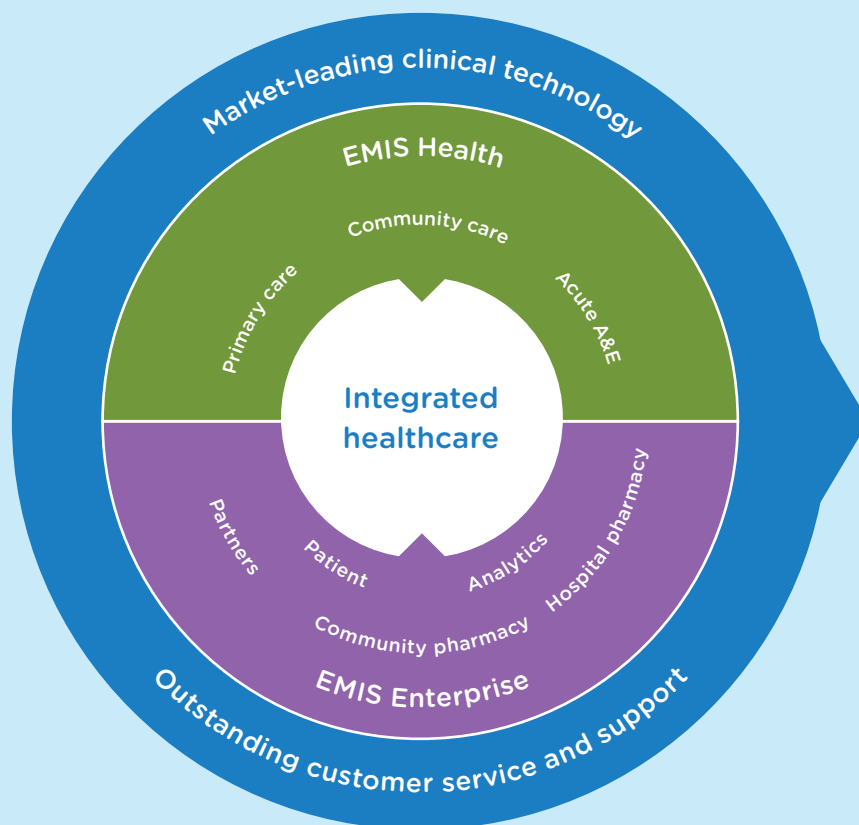 Market-leading clinical technology
EMIS Health
Community care
Primary care
Acute A&E
Integrated
healthcare
Partners
Patient
Analytics
Hospital pharmacy
Community pharmacy
EMIS Enterprise
Outstanding customer service and support